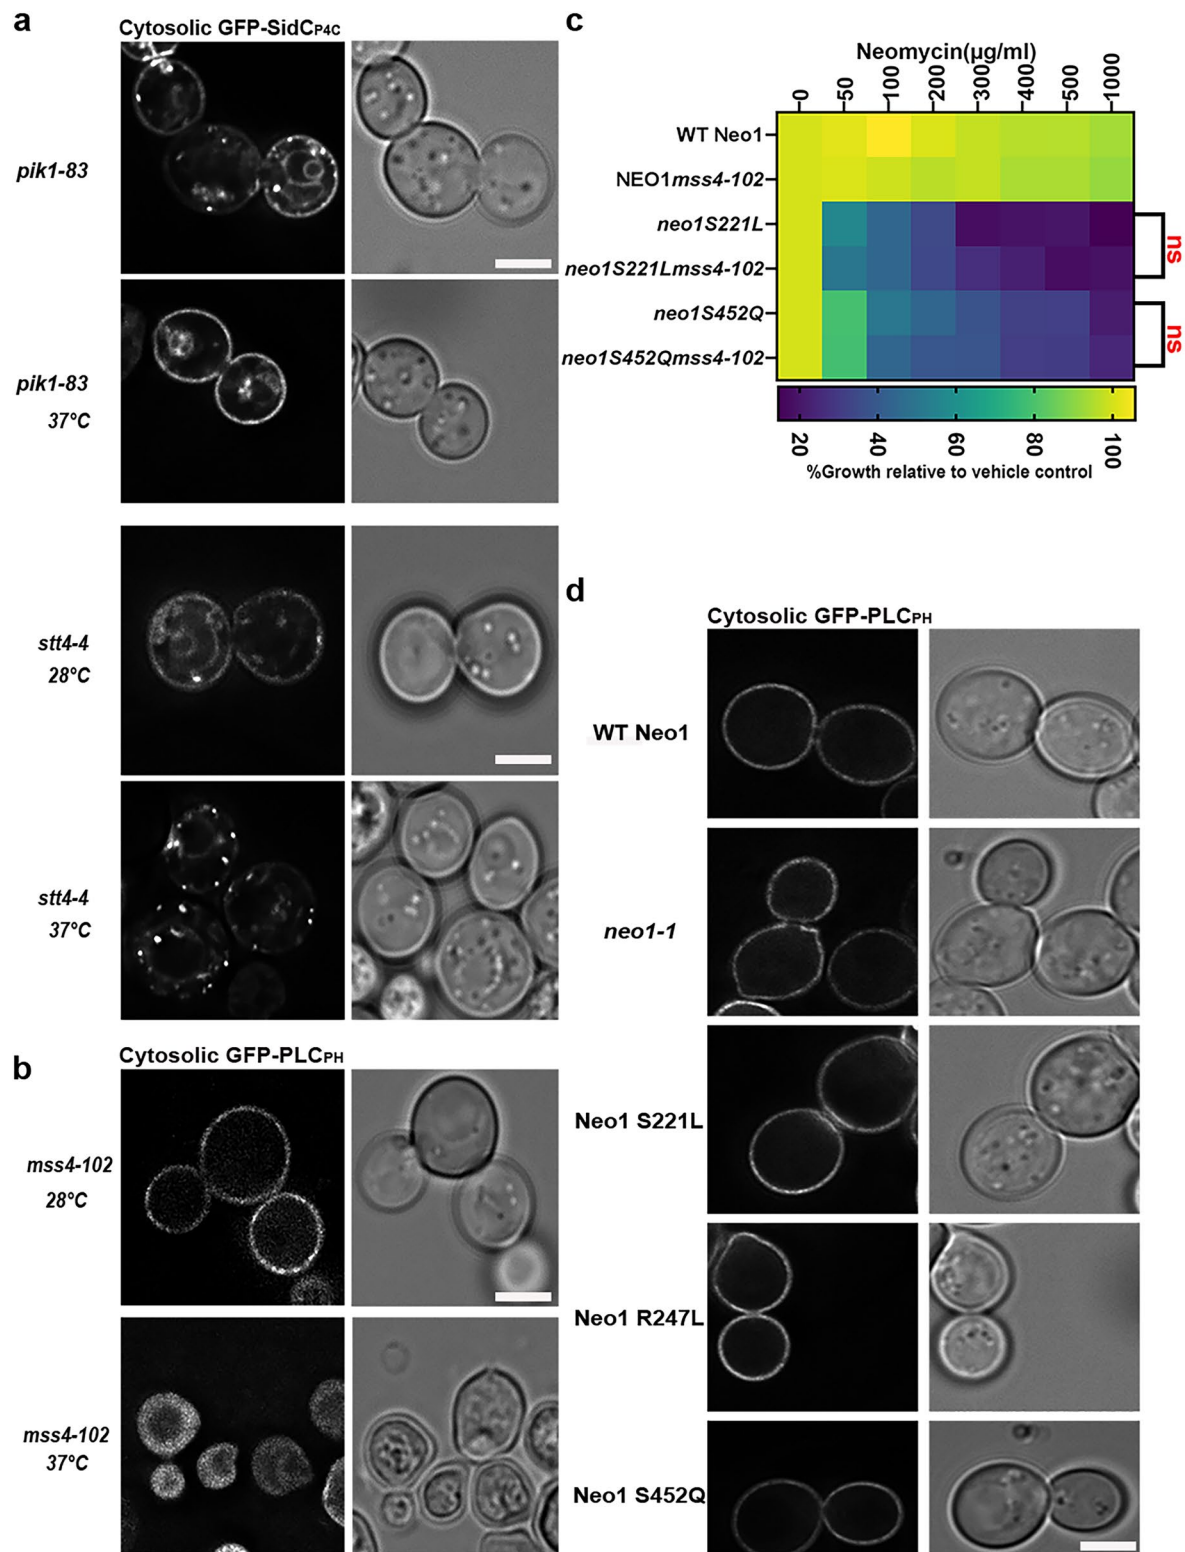 a
Cytosolic GFP-SidCP4C
pik1-83
pik1-83
37°C
stt4-4
28°C
stt4-4
37°C
b
Cytosolic GFP-PLCPH
mss4-102
28°C
mss4-102
37°C
c
Neomycin(µg/ml)
0 50 100 200 300 400 500 1000
WT Neo1
NEO1mss4-102
neo1S221L
neo1S221Lmss4-102
neo1S452Q
neo1S452Qmss4-102
ns
ns
20 40 60 80 100
%Growth relative to vehicle control
d
Cytosolic GFP-PLCPH
WT Neo1
neo1-1
Neo1 S221L
Neo1 R247L
Neo1 S452Q